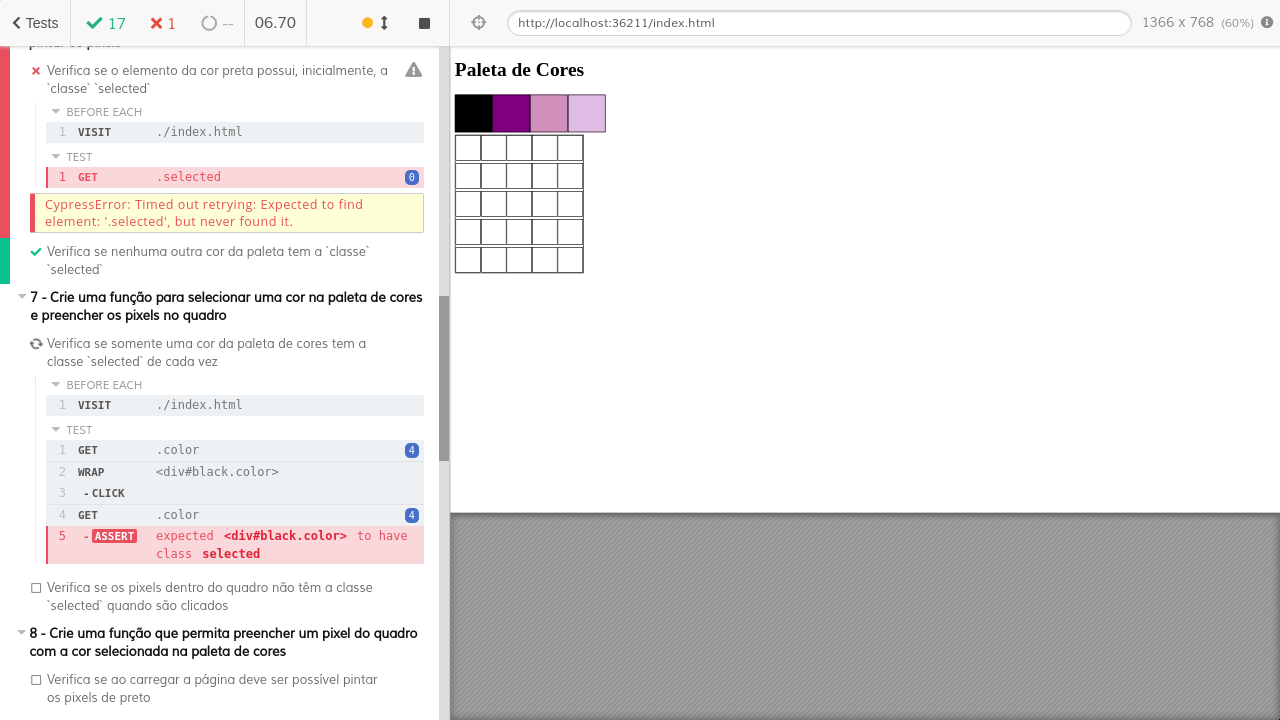 Tests
17
1
--
06.70
http://localhost:36211/index.html
1366 x 768 (60%)
pintar os pixels
Verifica se o elemento da cor preta possui, inicialmente, a
`classe` `selected`
BEFORE EACH
1 VISIT ./index.html
TEST
1 GET .selected 0
CypressError: Timed out retrying: Expected to find
element: '.selected', but never found it.
Verifica se nenhuma outra cor da paleta tem a `classe`
`selected`
7 - Crie uma função para selecionar uma cor na paleta de cores
e preencher os pixels no quadro
Verifica se somente uma cor da paleta de cores tem a
classe `selected` de cada vez
BEFORE EACH
1 VISIT ./index.html
TEST
1 GET .color 4
2 WRAP <div#black.color>
3 -CLICK
4 GET .color 4
5 -ASSERT expected <div#black.color> to have
class selected
Verifica se os pixels dentro do quadro não têm a classe
`selected` quando são clicados
8 - Crie uma função que permita preencher um pixel do quadro
com a cor selecionada na paleta de cores
Verifica se ao carregar a página deve ser possível pintar
os pixels de preto
Paleta de Cores